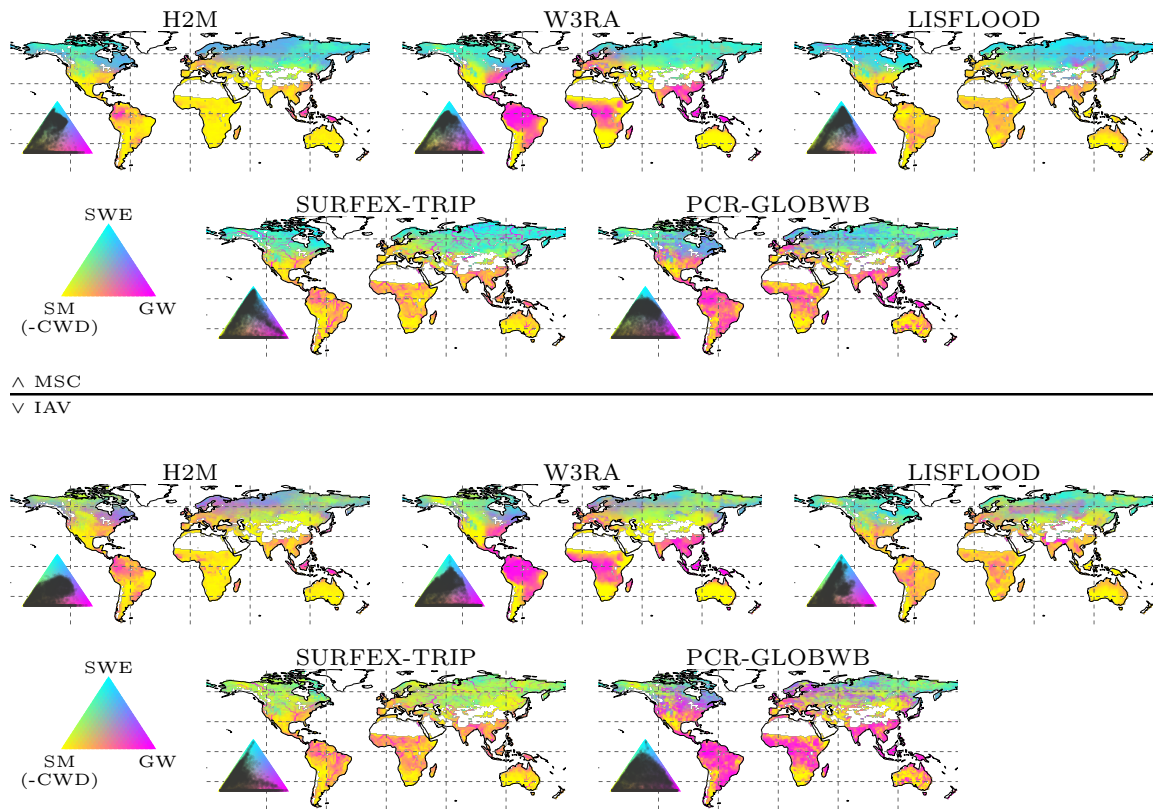 H2M
W3RA
LISFLOOD
SURFEX-TRIP
PCR-GLOBWB
SWE
SM
(-CWD)
GW
∧ MSC
∨ IAV
H2M
W3RA
LISFLOOD
SURFEX-TRIP
PCR-GLOBWB
SWE
SM
(-CWD)
GW